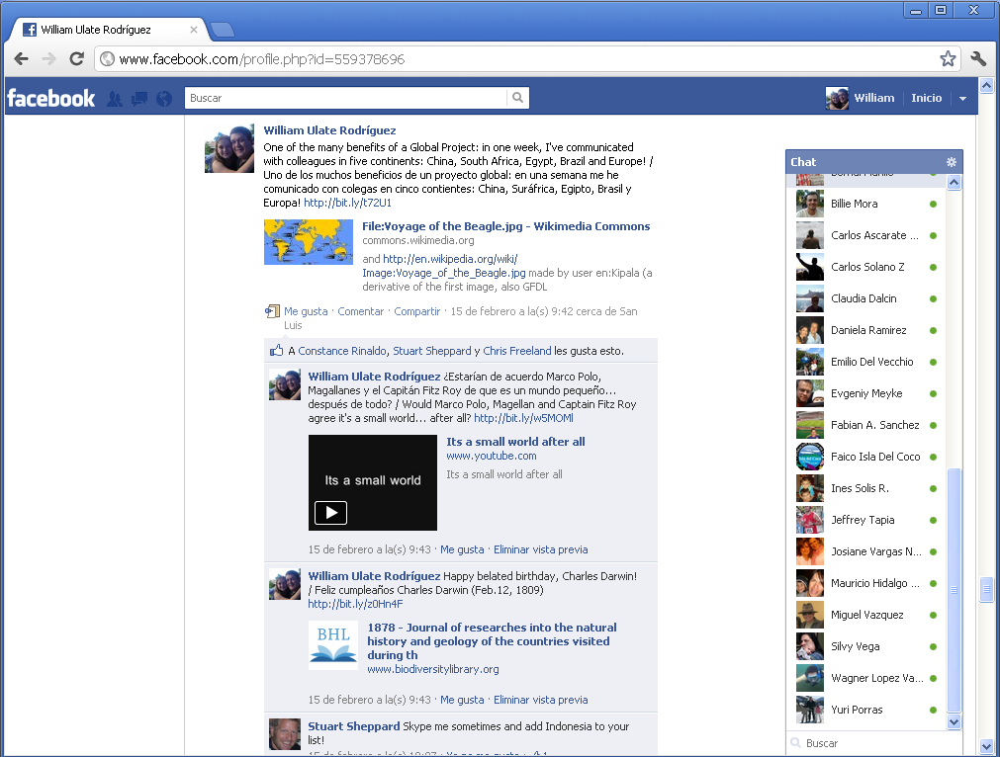 William Ulate Rodríguez
www.facebook.com/profile.php?id=559378696
facebook
Buscar
William
Inicio
William Ulate Rodríguez
One of the many benefits of a Global Project: in one week, I've communicated
with colleagues in five continents: China, South Africa, Egypt, Brazil and Europe! /
Uno de los muchos beneficios de un proyecto global: en una semana me he
comunicado con colegas en cinco contientes: China, Suráfrica, Egipto, Brasil y
Europa! http://bit.ly/t72U1
File:Voyage of the Beagle.jpg - Wikimedia Commons
commons.wikimedia.org
and http://en.wikipedia.org/wiki/
Image:Voyage_of_the_Beagle.jpg made by user en:Kipala (a
derivative of the first image, also GFDL
Me gusta · Comentar · Compartir · 15 de febrero a la(s) 9:42 cerca de San
Luis
A Constance Rinaldo, Stuart Sheppard y Chris Freeland les gusta esto.
William Ulate Rodríguez ¿Estarían de acuerdo Marco Polo,
Magallanes y el Capitán Fitz Roy de que es un mundo pequeño...
después de todo? / Would Marco Polo, Magellan and Captain Fitz Roy
agree it's a small world... after all? http://bit.ly/w5MOMl
Its a small world
Its a small world after all
www.youtube.com
Its a small world after all
15 de febrero a la(s) 9:43 · Me gusta · Eliminar vista previa
William Ulate Rodríguez Happy belated birthday, Charles Darwin!
/ Feliz cumpleaños Charles Darwin (Feb.12, 1809)
http://bit.ly/z0Hn4F
BHL
1878 - Journal of researches into the natural
history and geology of the countries visited
during th
www.biodiversitylibrary.org
15 de febrero a la(s) 9:43 · Me gusta · Eliminar vista previa
Stuart Sheppard Skype me sometimes and add Indonesia to your
list!
Chat
Billie Mora
Carlos Ascarate ...
Carlos Solano Z
Claudia Dalcin
Daniela Ramirez
Emilio Del Vecchio
Evgeniy Meyke
Fabian A. Sanchez
Faico Isla Del Coco
Ines Solis R.
Jeffrey Tapia
Josiane Vargas N...
Mauricio Hidalgo ...
Miguel Vazquez
Silvy Vega
Wagner Lopez Va...
Yuri Porras
Buscar